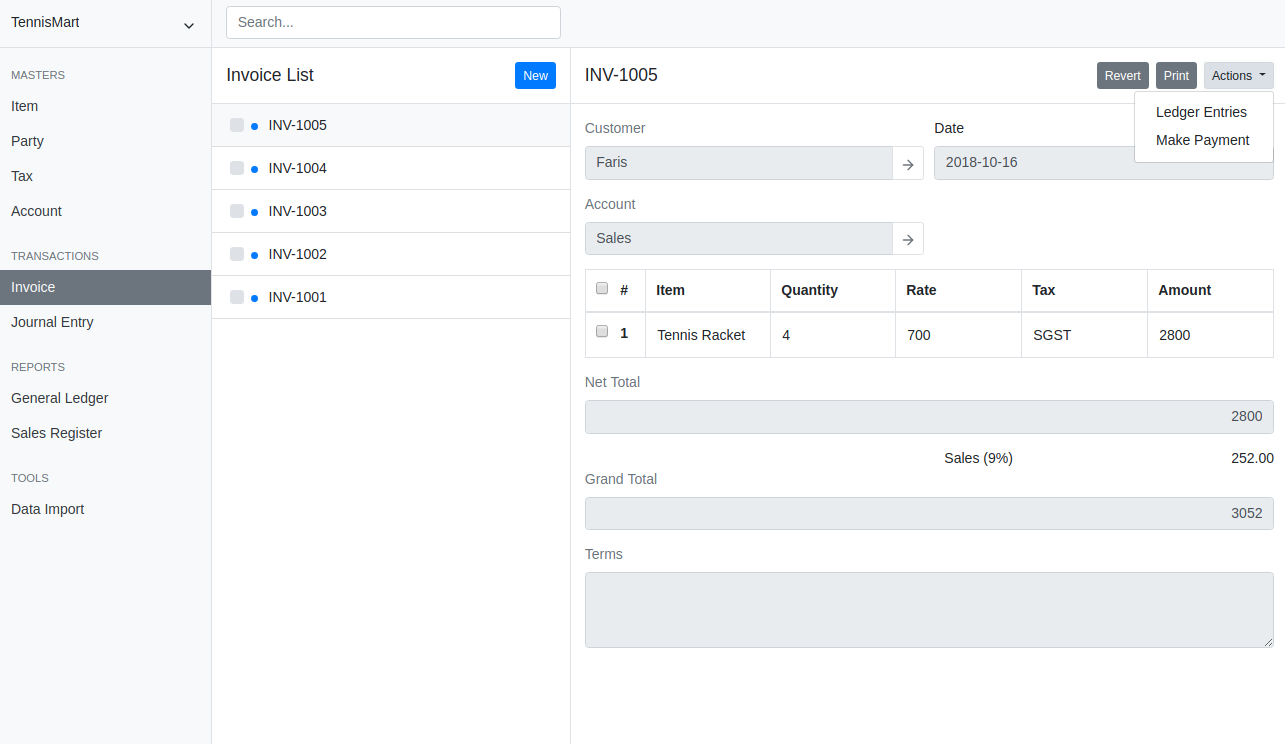 TennisMart
Search...
MASTERS
Item
Party
Tax
Account
TRANSACTIONS
Invoice
Journal Entry
REPORTS
General Ledger
Sales Register
TOOLS
Data Import
Invoice List
New
INV-1005
INV-1004
INV-1003
INV-1002
INV-1001
INV-1005
Revert Print Actions
Ledger Entries
Make Payment
Customer
Faris
Date
2018-10-16
Account
Sales
# Item Quantity Rate Tax Amount
1 Tennis Racket 4 700 SGST 2800
Net Total
2800
Sales (9%) 252.00
Grand Total
3052
Terms